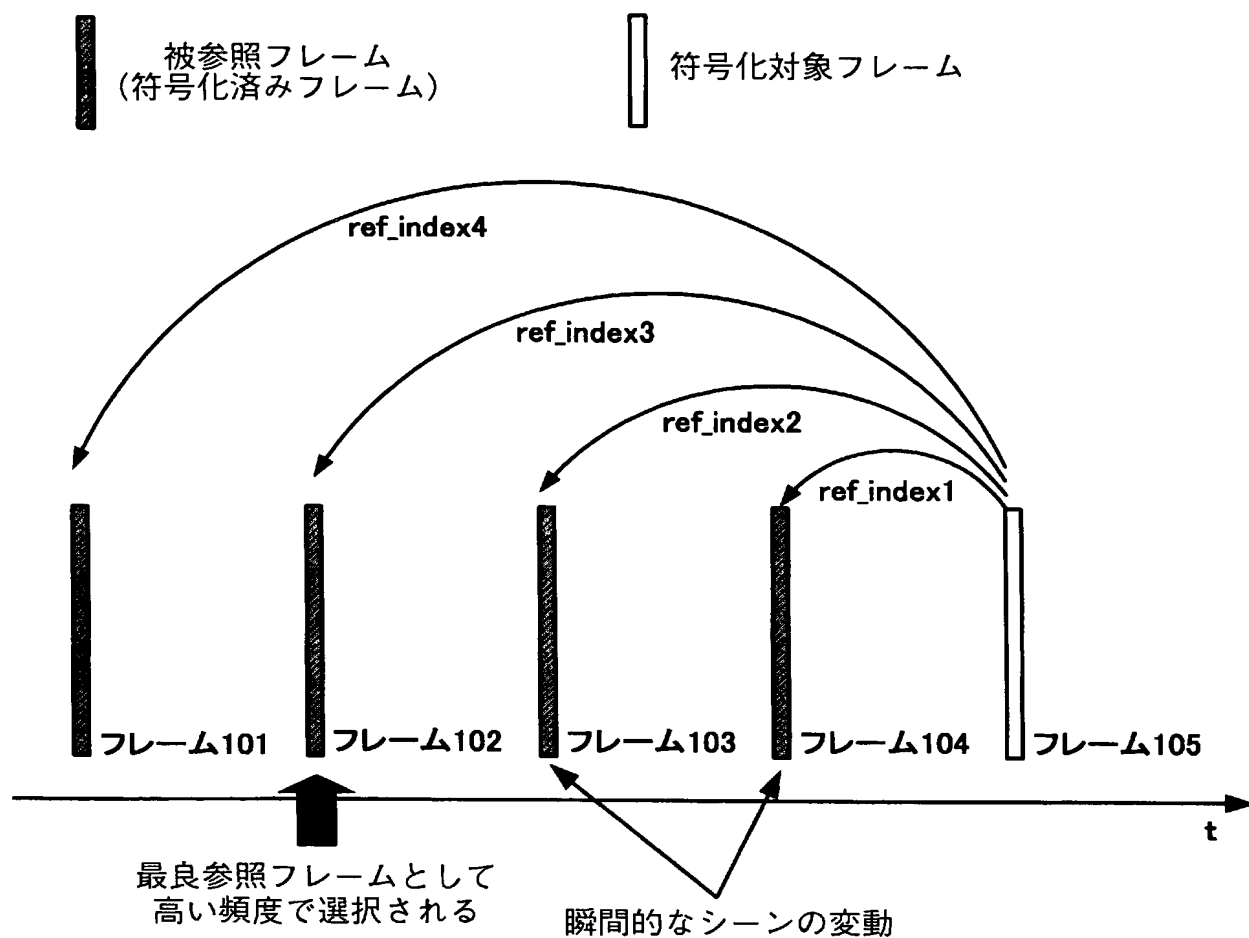 被参照フレーム
(符号化済みフレーム)
符号化対象フレーム
ref_index4
ref_index3
ref_index2
ref_index1
フレーム101
フレーム102
フレーム103
フレーム104
フレーム105
t
最良参照フレームとして
高い頻度で選択される
瞬間的なシーンの変動